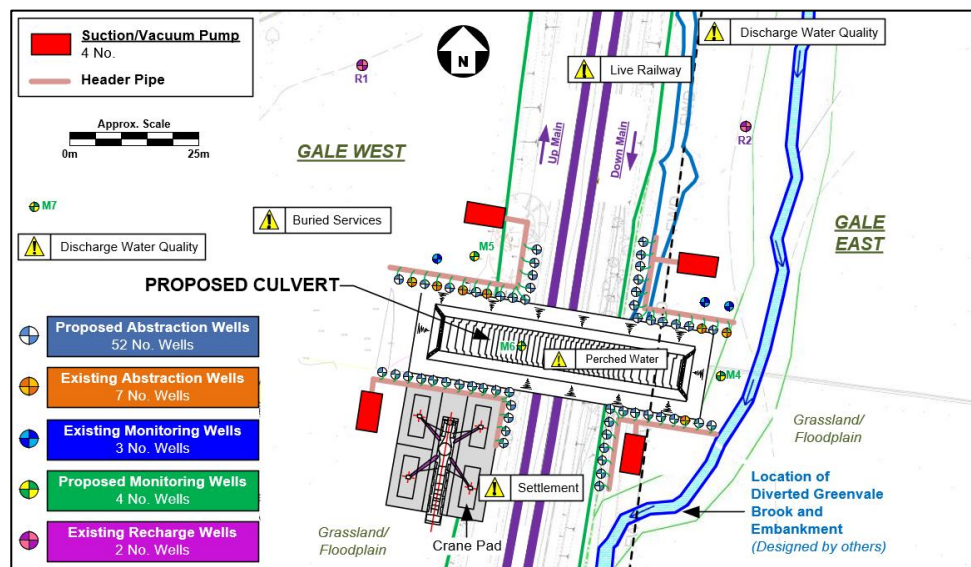 Suction/Vacuum Pump
4 No.
Header Pipe
Approx. Scale
0m
25m
N
R1
R2
Live Railway
Discharge Water Quality
GALE WEST
Up Main
Down Main
GALE
EAST
M7
Discharge Water Quality
Buried Services
M5
PROPOSED CULVERT
M6
Perched Water
M4
Proposed Abstraction Wells
52 No. Wells
Existing Abstraction Wells
7 No. Wells
Existing Monitoring Wells
3 No. Wells
Proposed Monitoring Wells
4 No. Wells
Existing Recharge Wells
2 No. Wells
Settlement
Crane Pad
Grassland/
Floodplain
Grassland/
Floodplain
Location of
Diverted Greenvale
Brook and
Embankment
(Designed by others)